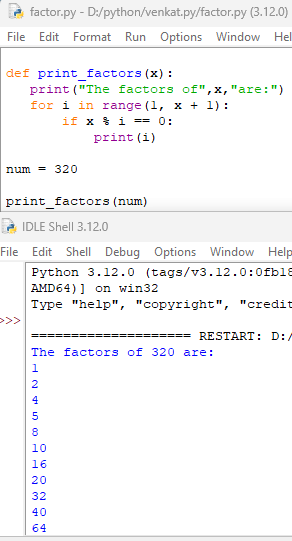 factor.py - D:/python/venkat.py/factor.py (3.12.0)
File Edit Format Run Options Window He
def print_factors(x):
print("The factors of",x,"are:")
for i in range(1, x + 1):
if x % i == 0:
print(i)
num = 320
print_factors(num)
IDLE Shell 3.12.0
File Edit Shell Debug Options Window Help
Python 3.12.0 (tags/v3.12.0:0fb18
AMD64)] on win32
Type "help", "copyright", "credit
>>>
==================== RESTART: D:/
The factors of 320 are:
1
2
4
5
8
10
16
20
32
40
64